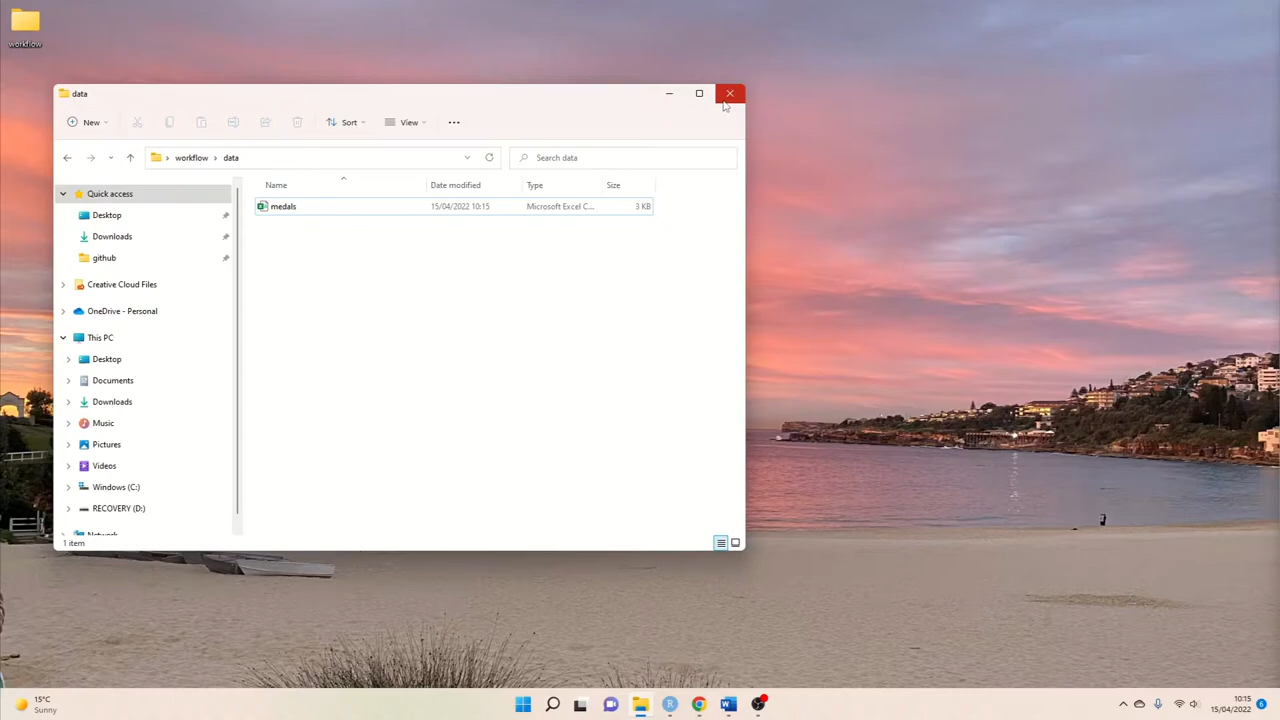 workflow
data
New
Sort
View
workflow > data
Search data
Name
Date modified
Type
Size
Quick access
medals
15/04/2022 10:15
Microsoft Excel C...
3 KB
Desktop
Downloads
github
Creative Cloud Files
OneDrive - Personal
This PC
Desktop
Documents
Downloads
Music
Pictures
Videos
Windows (C:)
RECOVERY (D:)
Network
1 item
15°C
Sunny
10:15
15/04/2022
6